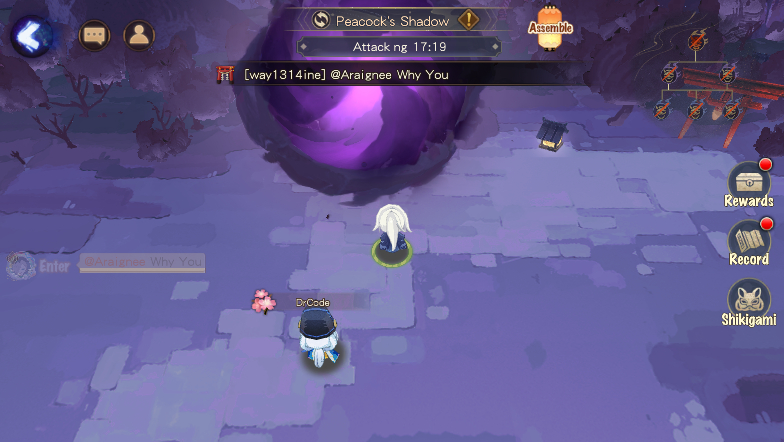 Peacock's Shadow
Assemble
Attack ng 17:19
[way1314ine] @Araignee Why You
Rewards
Enter
@Araignee Why You
Record
DrCode
Shikigami